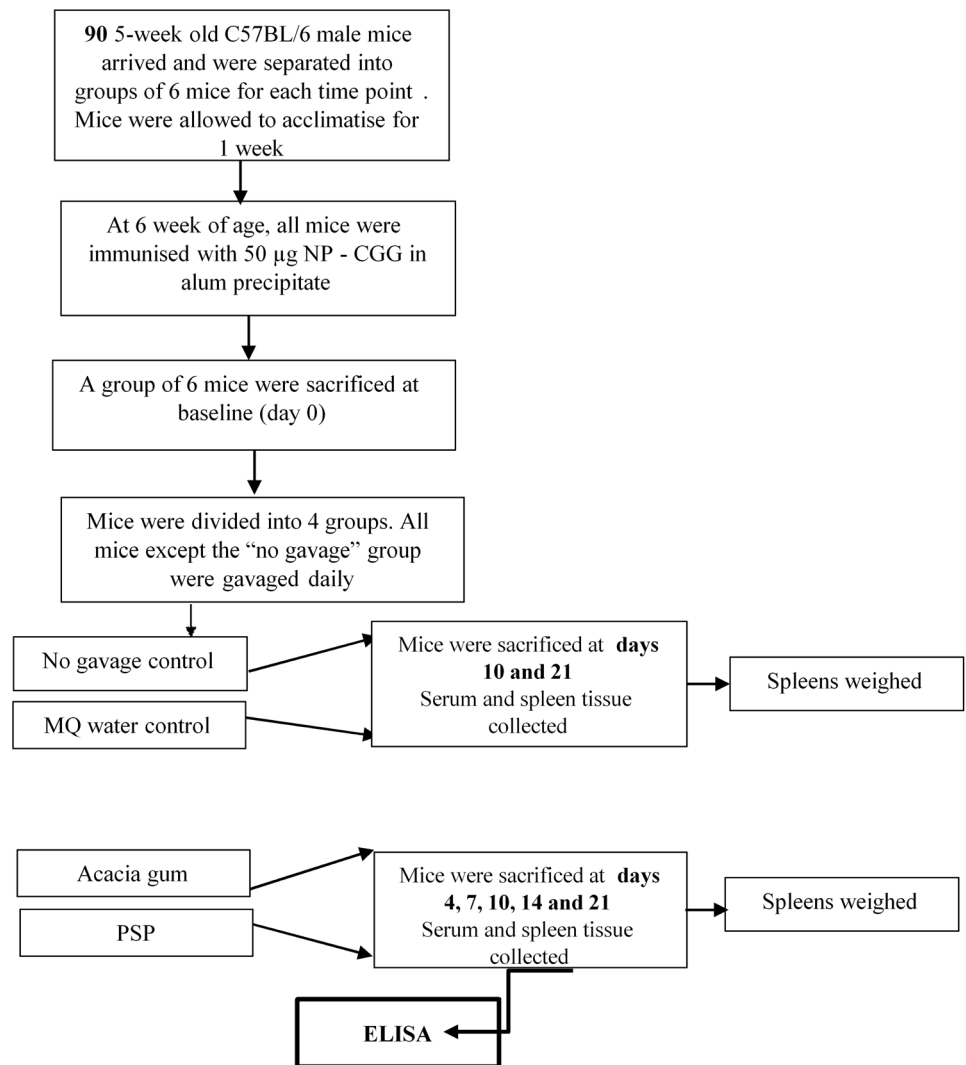 90 5-week old C57BL/6 male mice
arrived and were separated into
groups of 6 mice for each time point .
Mice were allowed to acclimatise for
1 week
At 6 week of age, all mice were
immunised with 50 µg NP - CGG in
alum precipitate
A group of 6 mice were sacrificed at
baseline (day 0)
Mice were divided into 4 groups. All
mice except the “no gavage” group
were gavaged daily
No gavage control
MQ water control
Mice were sacrificed at days
10 and 21
Serum and spleen tissue
collected
Spleens weighed
Acacia gum
PSP
Mice were sacrificed at days
4, 7, 10, 14 and 21
Serum and spleen tissue
collected
Spleens weighed
ELISA